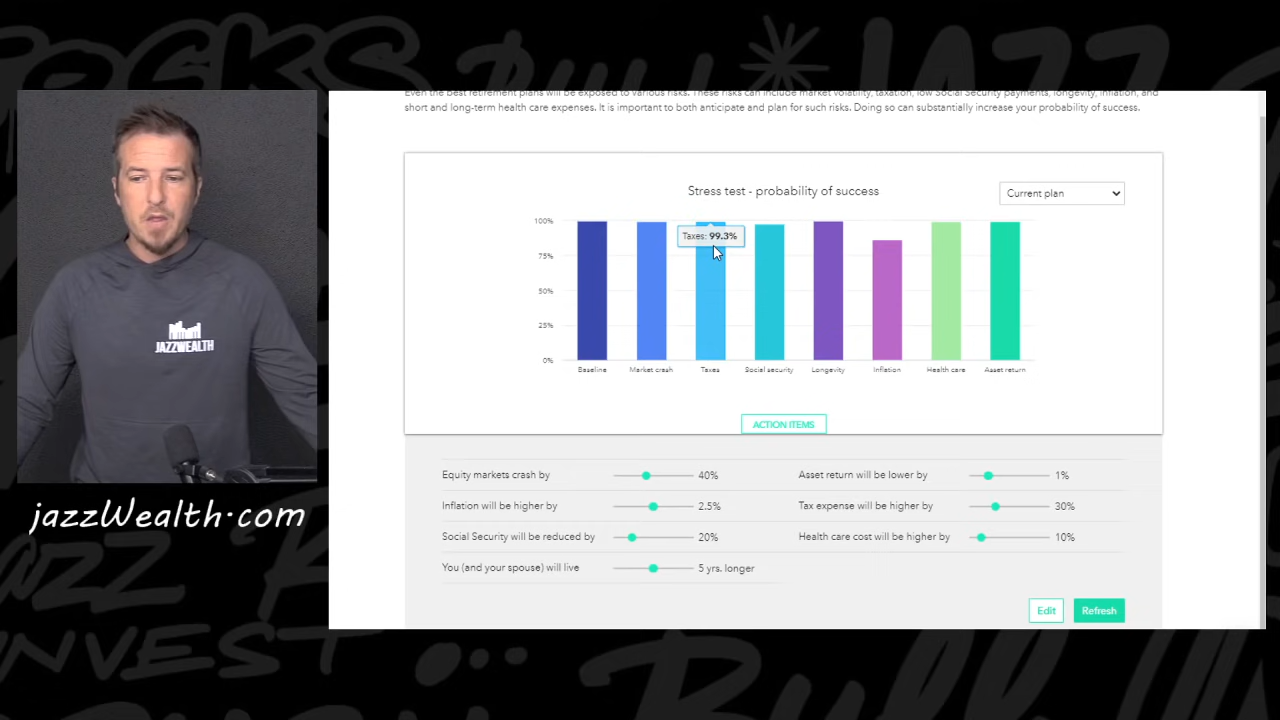 Even the best retirement plans will be exposed to various risks. These risks can include market volatility, taxation, low Social Security payments, longevity, inflation, and
short and long-term health care expenses. It is important to both anticipate and plan for such risks. Doing so can substantially increase your probability of success.
Stress test - probability of success
Current plan
100%
75%
50%
25%
0%
Taxes: 99.3%
Baseline Market crash Taxes Social security Longevity Inflation Health care Asset return
ACTION ITEMS
Equity markets crash by 40% Asset return will be lower by 1%
Inflation will be higher by 2.5% Tax expense will be higher by 30%
Social Security will be reduced by 20% Health care cost will be higher by 10%
You (and your spouse) will live 5 yrs. longer
Edit Refresh
JAZZWEALTH
jazzWealth.com
JAZZ
INVEST
Bull